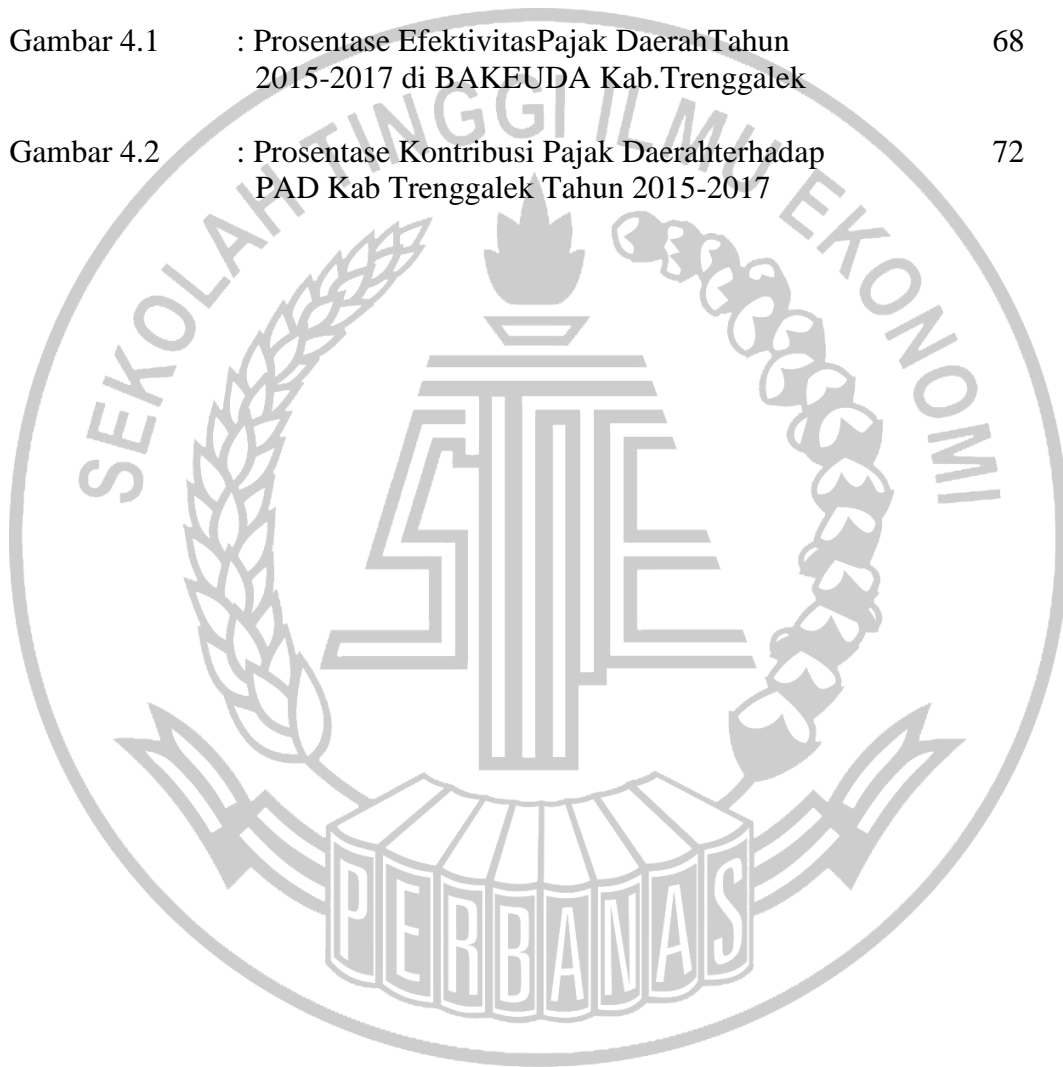 Gambar 4.1 : Prosentase EfektivitasPajak DaerahTahun 68
2015-2017 di BAKEUDA Kab.Trenggalek
Gambar 4.2 : Prosentase Kontribusi Pajak Daerahterhadap 72
PAD Kab Trenggalek Tahun 2015-2017
SEKOLAH TINGGI ILMU EKONOMI
STIE
PERBANAS